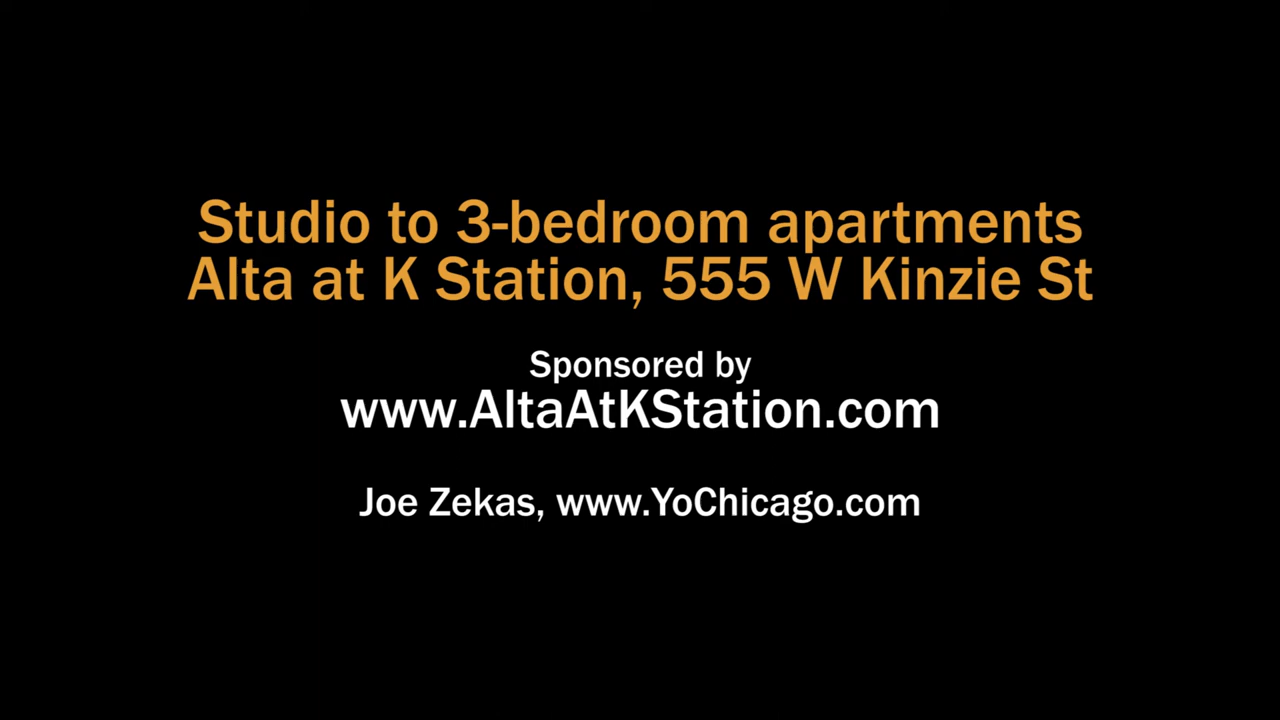 Studio to 3-bedroom apartments
Alta at K Station, 555 W Kinzie St
Sponsored by
www.AltaAtKStation.com
Joe Zekas, www.YoChicago.com